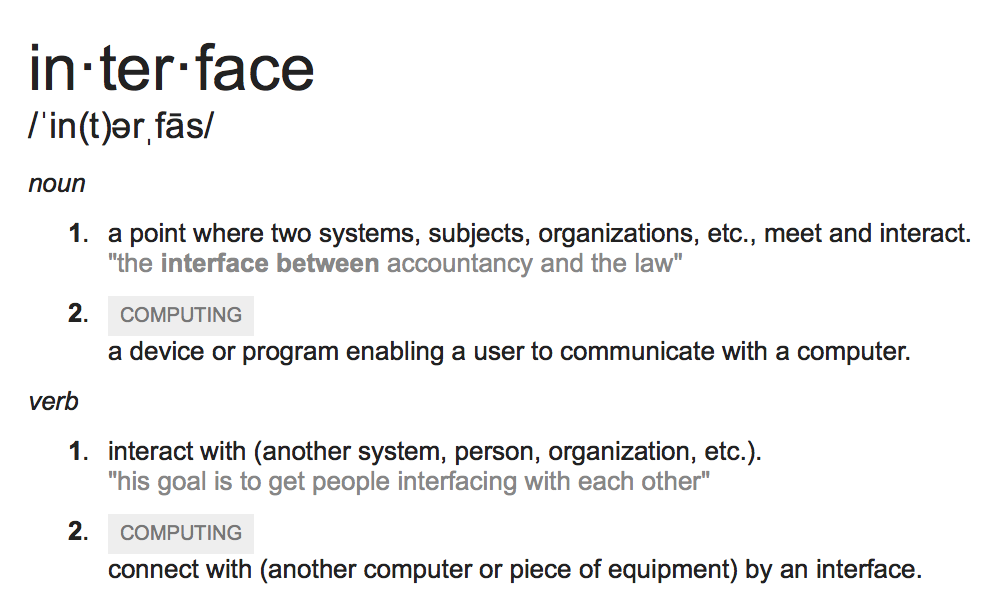 in·ter·face
/ˈin(t)ərˌfās/
noun
1. a point where two systems, subjects, organizations, etc., meet and interact.
"the interface between accountancy and the law"
2. COMPUTING
a device or program enabling a user to communicate with a computer.
verb
1. interact with (another system, person, organization, etc.).
"his goal is to get people interfacing with each other"
2. COMPUTING
connect with (another computer or piece of equipment) by an interface.